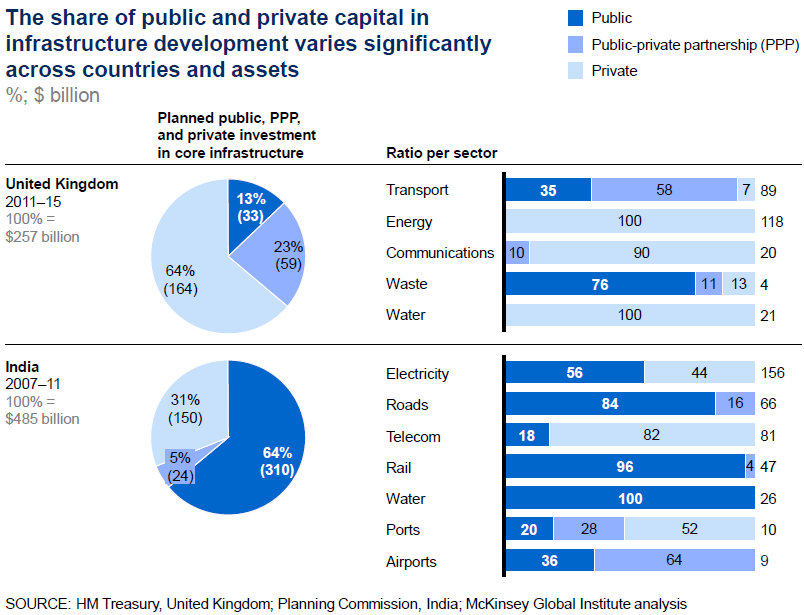 The share of public and private capital in
infrastructure development varies significantly
across countries and assets
%; $ billion
Public
Public-private partnership (PPP)
Private
Planned public, PPP,
and private investment
in core infrastructure
Ratio per sector
United Kingdom
2011–15
100% =
$257 billion
13%
(33)
23%
(59)
64%
(164)
Transport 35 58 7 89
Energy 100 118
Communications 10 90 20
Waste 76 11 13 4
Water 100 21
India
2007–11
100% =
$485 billion
31%
(150)
5%
(24)
64%
(310)
Electricity 56 44 156
Roads 84 16 66
Telecom 18 82 81
Rail 96 4 47
Water 100 26
Ports 20 28 52 10
Airports 36 64 9
SOURCE: HM Treasury, United Kingdom; Planning Commission, India; McKinsey Global Institute analysis